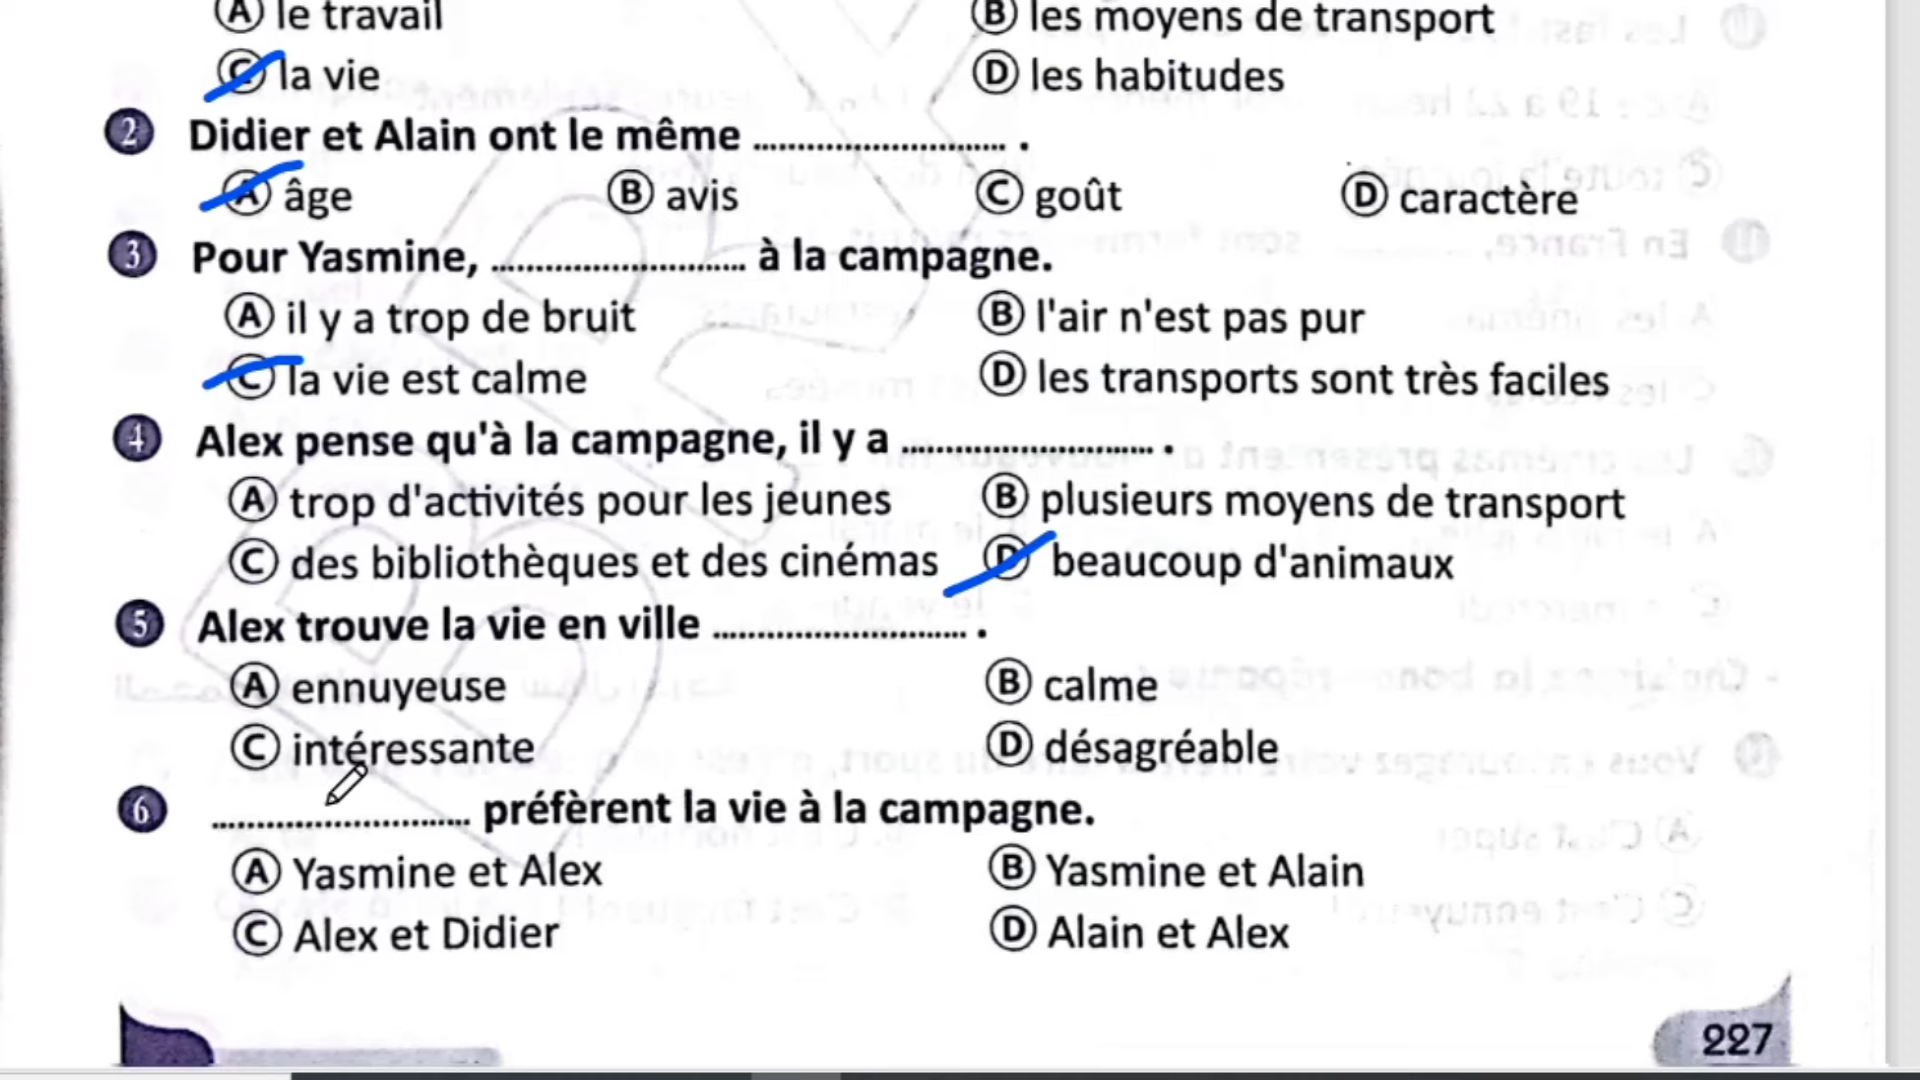 A le travail B les moyens de transport
C la vie D les habitudes
2 Didier et Alain ont le même .............................. .
A âge B avis C goût D caractère
3 Pour Yasmine, .............................. à la campagne.
A il y a trop de bruit B l'air n'est pas pur
C la vie est calme D les transports sont très faciles
4 Alex pense qu'à la campagne, il y a .............................. .
A trop d'activités pour les jeunes B plusieurs moyens de transport
C des bibliothèques et des cinémas D beaucoup d'animaux
5 Alex trouve la vie en ville .............................. .
A ennuyeuse B calme
C intéressante D désagréable
6 .............................. préfèrent la vie à la campagne.
A Yasmine et Alex B Yasmine et Alain
C Alex et Didier D Alain et Alex
227